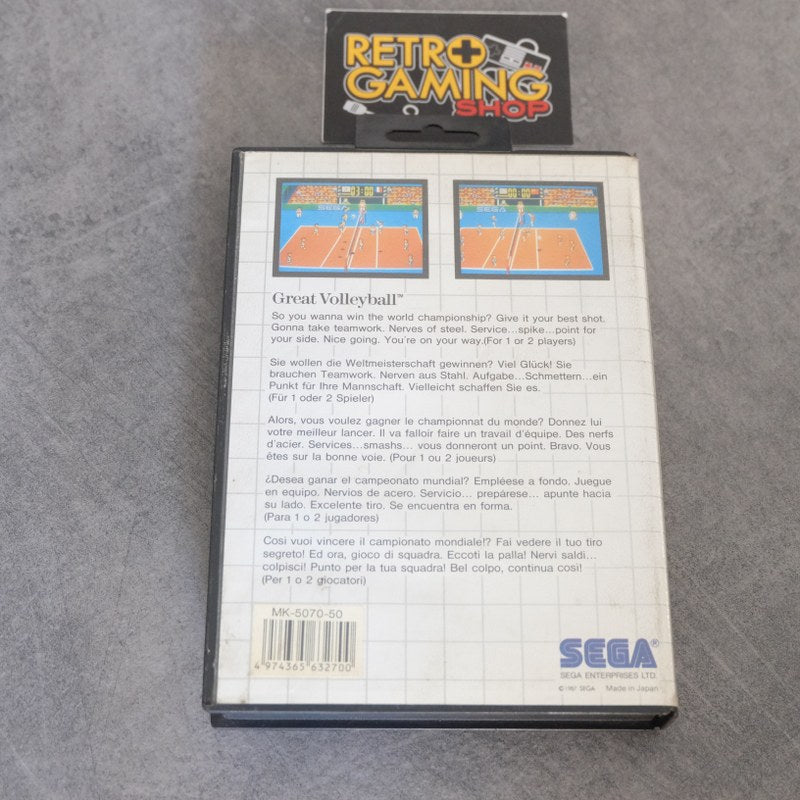 RETRO
GAMING
SHOP
03:00
SEGA
00:00
SEGA
Great Volleyball™
So you wanna win the world championship? Give it your best shot.
Gonna take teamwork. Nerves of steel. Service...spike...point for
your side. Nice going. You're on your way.(For 1 or 2 players)
Sie wollen die Weltmeisterschaft gewinnen? Viel Glück! Sie
brauchen Teamwork. Nerven aus Stahl. Aufgabe...Schmettern...ein
Punkt für Ihre Mannschaft. Vielleicht schaffen Sie es.
(Für 1 oder 2 Spieler)
Alors, vous voulez gagner le championnat du monde? Donnez lui
votre meilleur lancer. Il va falloir faire un travail d'équipe. Des nerfs
d'acier. Services...smashs... vous donneront un point. Bravo. Vous
êtes sur la bonne voie. (Pour 1 ou 2 joueurs)
¿Desea ganar el campeonato mundial? Empléese a fondo. Juegue
en equipo. Nervios de acero. Servicio... prepárese... apunte hacia
su lado. Excelente tiro. Se encuentra en forma.
(Para 1 o 2 jugadores)
Cosi vuoi vincere il campionato mondiale!? Fai vedere il tuo tiro
segreto! Ed ora, gioco di squadra. Eccoti la palla! Nervi saldi...
colpisci! Punto per la tua squadra! Bel colpo, continua cosi!
(Per 1 o 2 giocatori)
MK-5070-50
4 974365 632700
SEGA®
SEGA ENTERPRISES LTD.
© 1987 SEGA Made in Japan